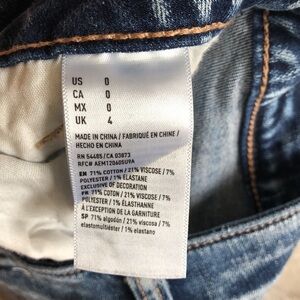 US 0
CA 0
MX 0
UK 4
MADE IN CHINA / FABRIQUÉ EN CHINE /
HECHO EN CHINA
RN 54485/CA 03873
RFC# AEM120605UVA
EN 71% COTTON / 21% VISCOSE / 7%
POLYESTER / 1% ELASTANE
EXCLUSIVE OF DECORATION
FR 71% COTON / 21% VISCOSE / 7%
POLYESTER / 1% ÉLASTHANNE
À L'EXCEPTION DE LA GARNITURE
SP 71% algodón / 21% viscosa / 7%
elastomultiéster / 1% elastano